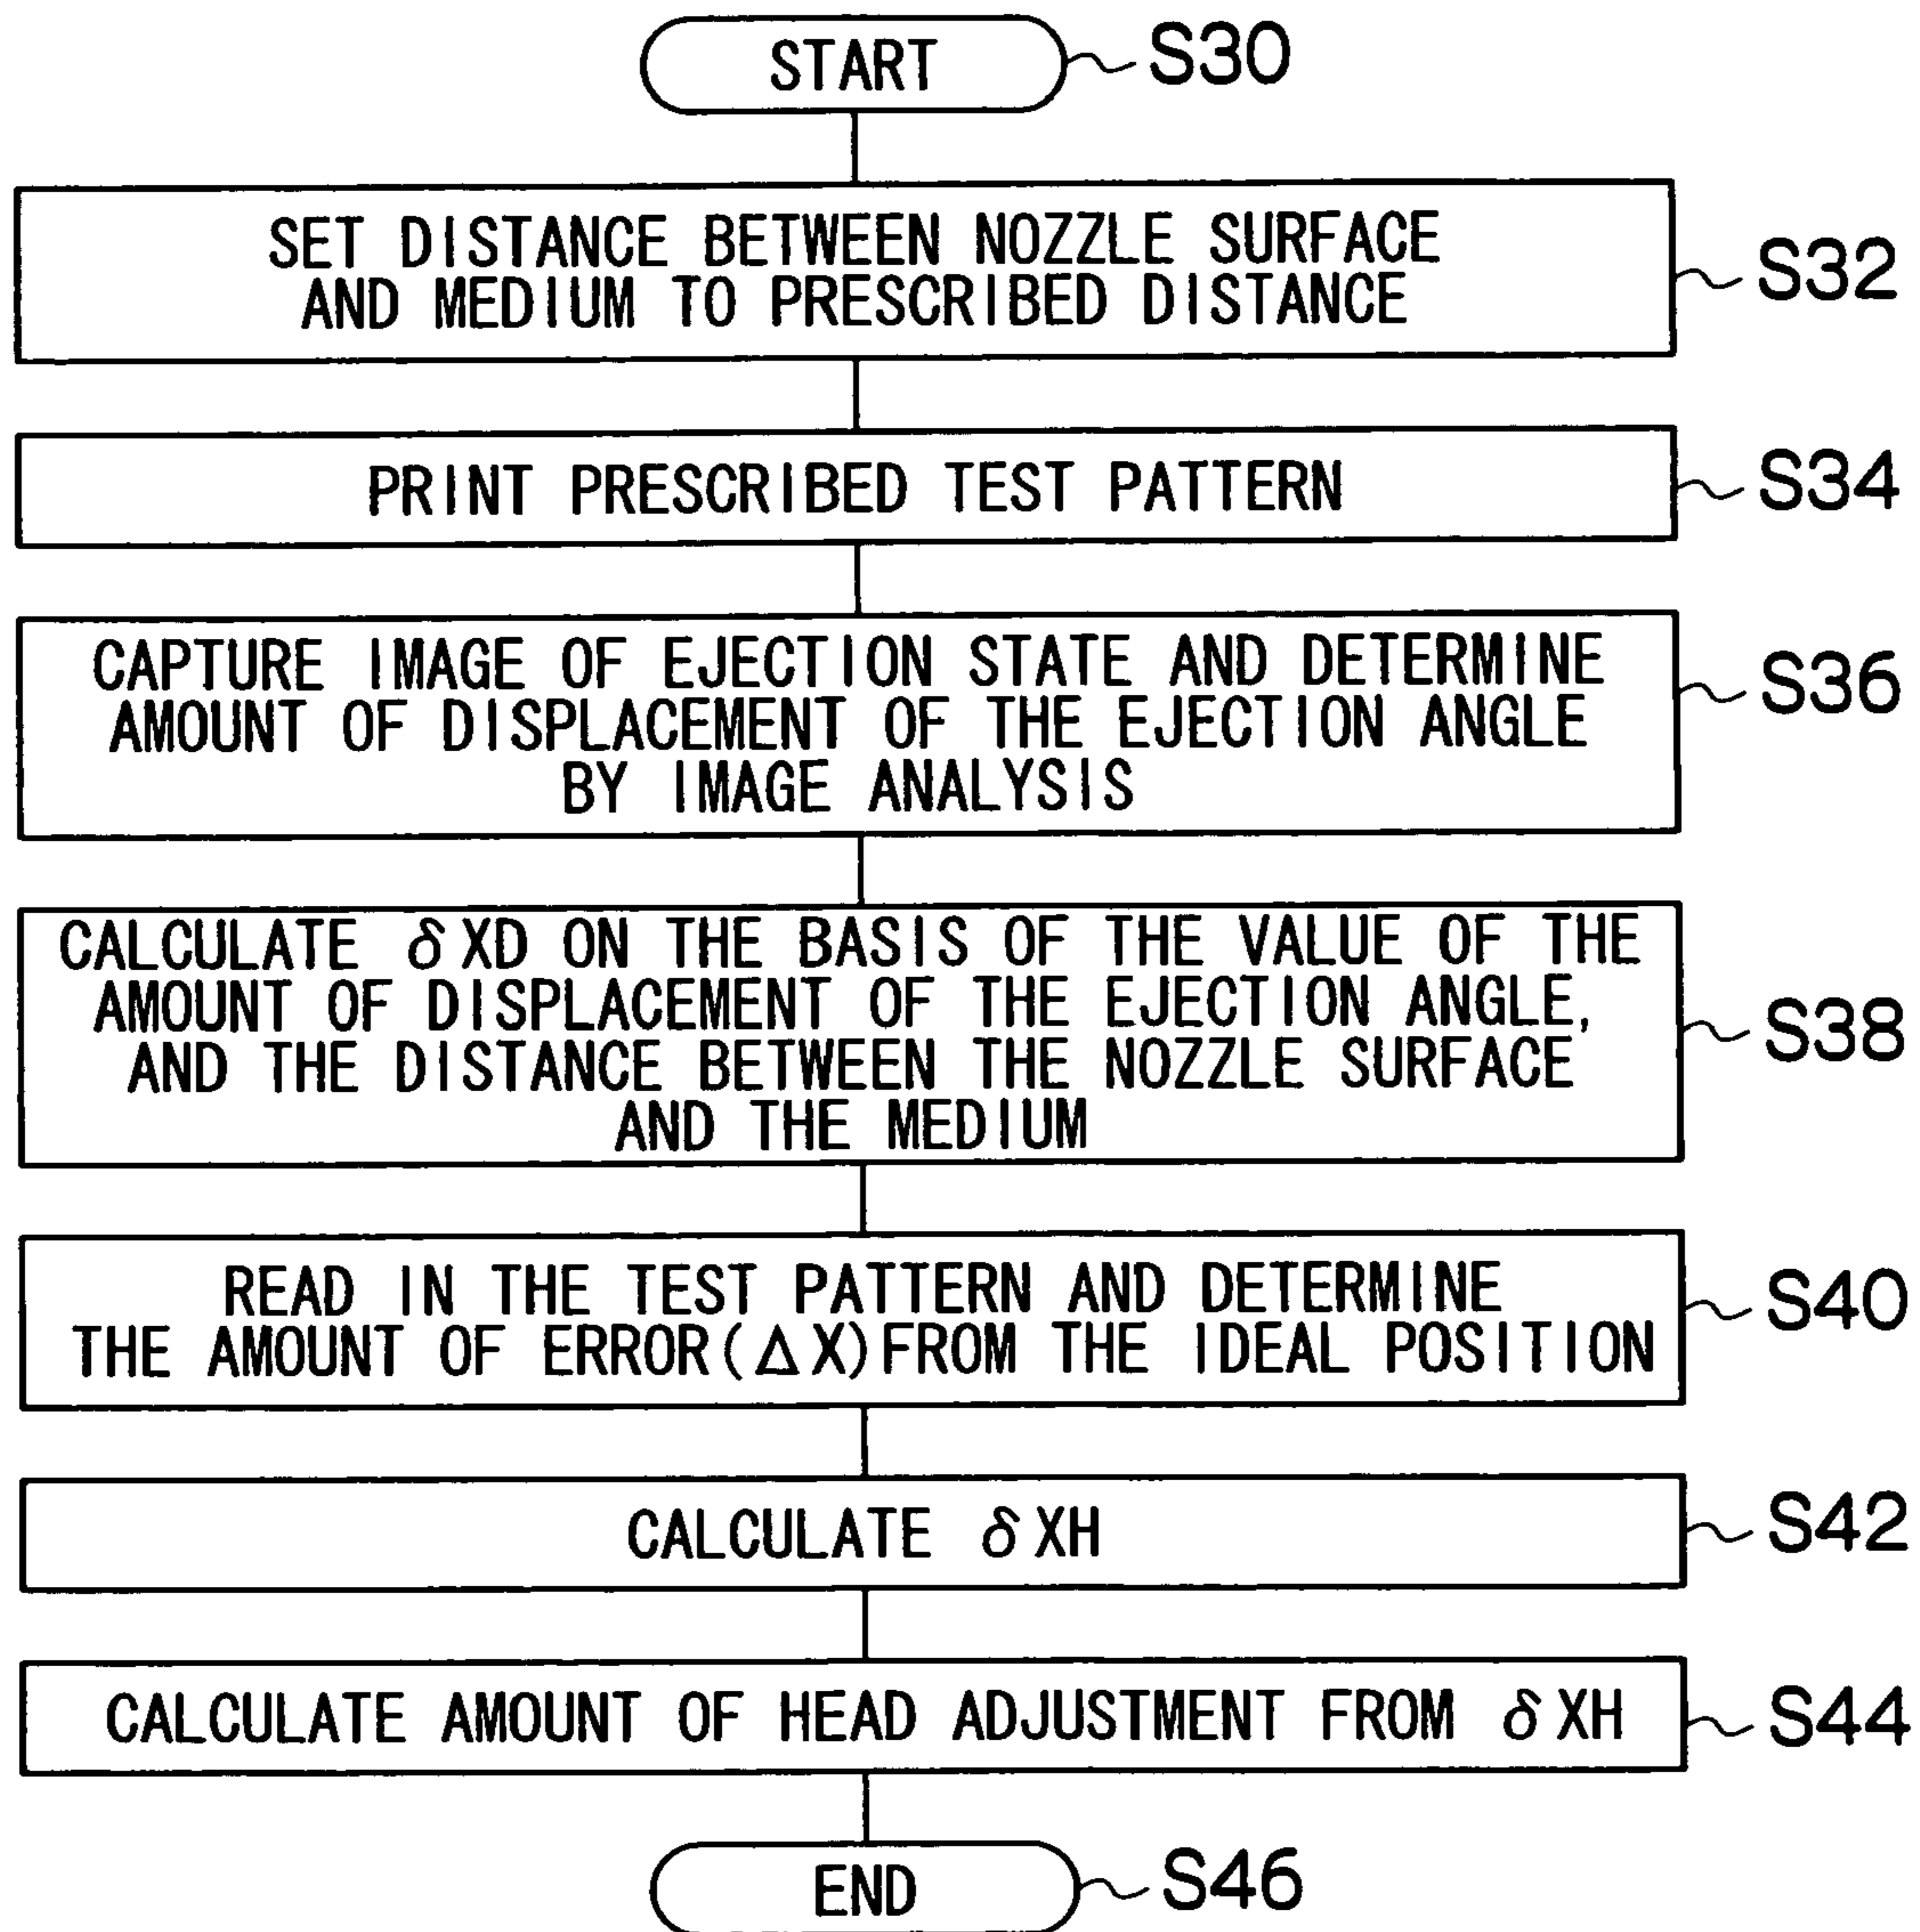 START
S30
SET DISTANCE BETWEEN NOZZLE SURFACE
AND MEDIUM TO PRESCRIBED DISTANCE
S32
PRINT PRESCRIBED TEST PATTERN
S34
CAPTURE IMAGE OF EJECTION STATE AND DETERMINE
AMOUNT OF DISPLACEMENT OF THE EJECTION ANGLE
BY IMAGE ANALYSIS
S36
CALCULATE δXD ON THE BASIS OF THE VALUE OF THE
AMOUNT OF DISPLACEMENT OF THE EJECTION ANGLE,
AND THE DISTANCE BETWEEN THE NOZZLE SURFACE
AND THE MEDIUM
S38
READ IN THE TEST PATTERN AND DETERMINE
THE AMOUNT OF ERROR(ΔX)FROM THE IDEAL POSITION
S40
CALCULATE δXH
S42
CALCULATE AMOUNT OF HEAD ADJUSTMENT FROM δXH
S44
END
S46